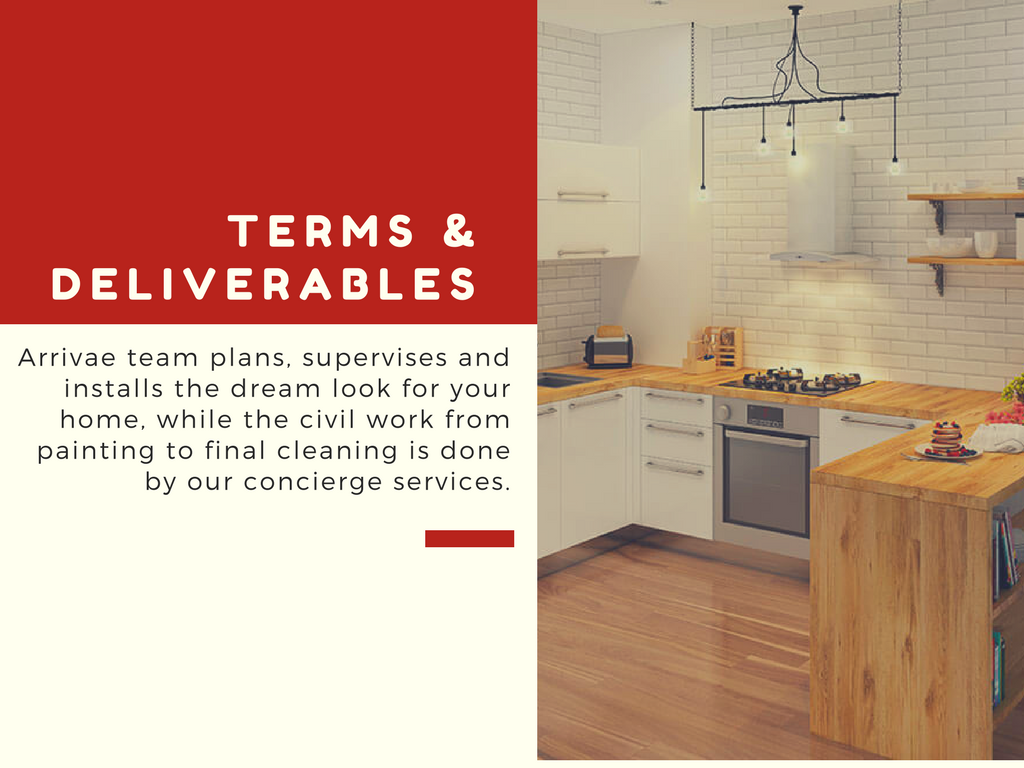 TERMS &
DELIVERABLES
Arrivae team plans, supervises and
installs the dream look for your
home, while the civil work from
painting to final cleaning is done
by our concierge services.